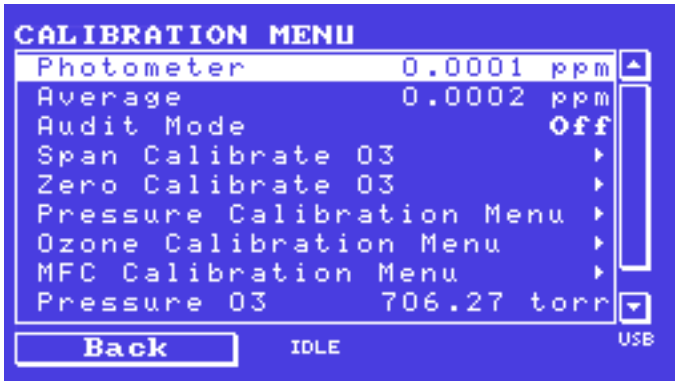 CALIBRATION MENU
Photometer 0.0001 ppm
Average 0.0002 ppm
Audit Mode Off
Span Calibrate O3
Zero Calibrate O3
Pressure Calibration Menu
Ozone Calibration Menu
MFC Calibration Menu
Pressure O3 706.27 torr
Back IDLE USB